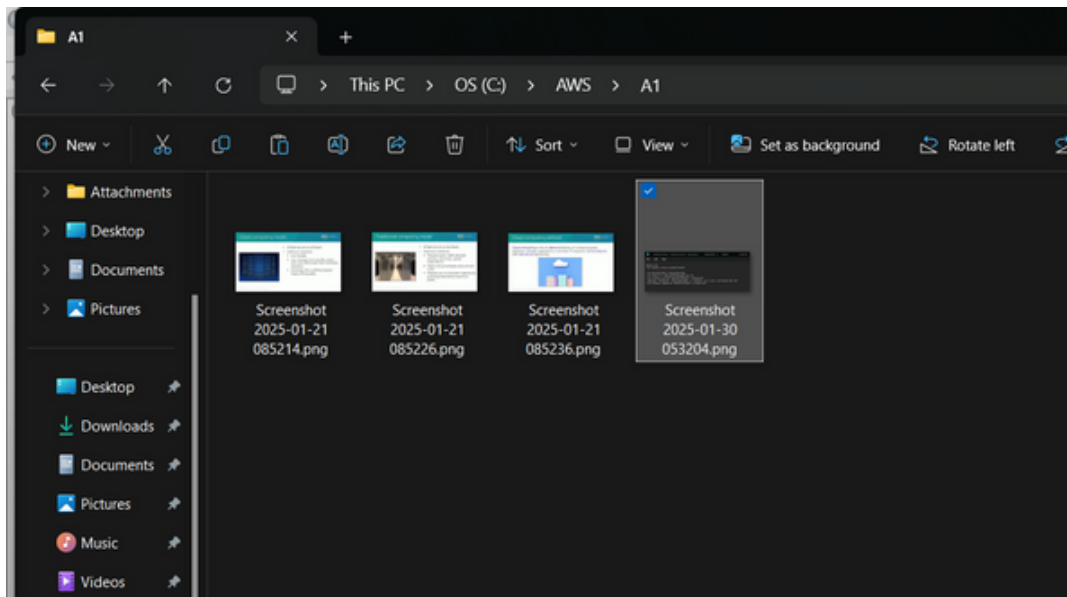 A1
This PC > OS (C:) > AWS > A1
New Sort View Set as background Rotate left
Attachments
Desktop
Documents
Pictures
Desktop
Downloads
Documents
Pictures
Music
Videos
Screenshot
2025-01-21
085214.png
Screenshot
2025-01-21
085226.png
Screenshot
2025-01-21
085236.png
Screenshot
2025-01-30
053204.png